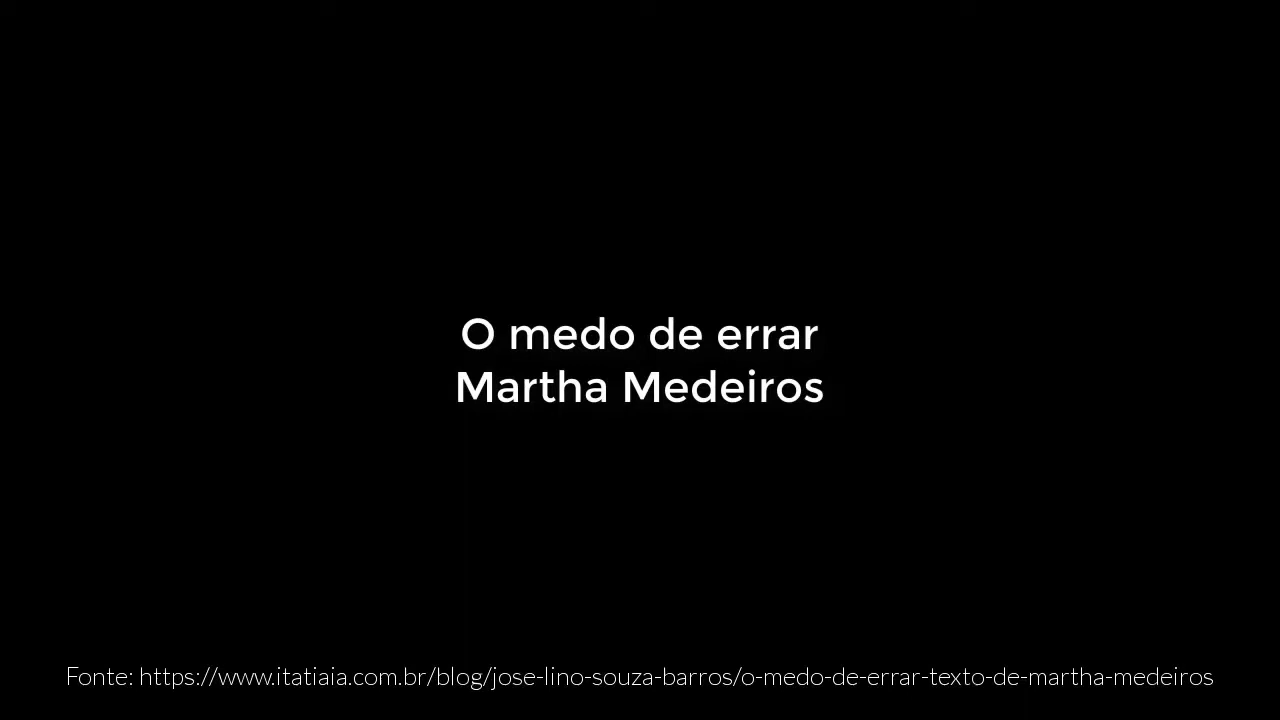 O medo de errar
Martha Medeiros
Fonte: https://www.itatiaia.com.br/blog/jose-lino-souza-barros/o-medo-de-errar-texto-de-martha-medeiros